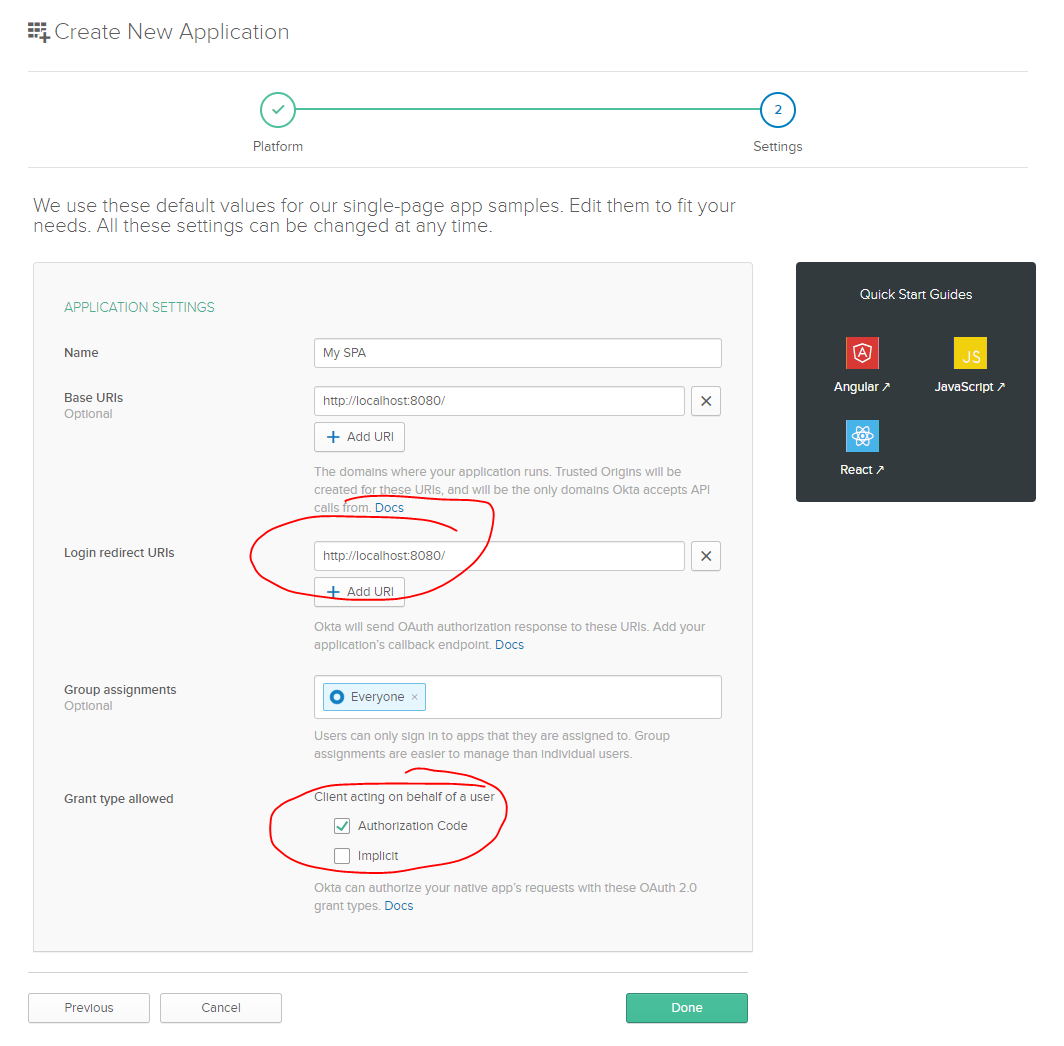 Create New Application
2
Platform
Settings
We use these default values for our single-page app samples. Edit them to fit your
needs. All these settings can be changed at any time.
APPLICATION SETTINGS
Name
My SPA
Base URIs
Optional
http://localhost:8080/
+ Add URI
The domains where your application runs. Trusted Origins will be
created for these URIs, and will be the only domains Okta accepts API
calls from. Docs
Login redirect URIs
http://localhost:8080/
+ Add URI
Okta will send OAuth authorization response to these URIs. Add your
application's callback endpoint. Docs
Group assignments
Optional
Everyone ×
Users can only sign in to apps that they are assigned to. Group
assignments are easier to manage than individual users.
Grant type allowed
Client acting on behalf of a user
Authorization Code
Implicit
Okta can authorize your native app's requests with these OAuth 2.0
grant types. Docs
Quick Start Guides
A
JS
Angular ↗
JavaScript ↗
React ↗
Previous
Cancel
Done